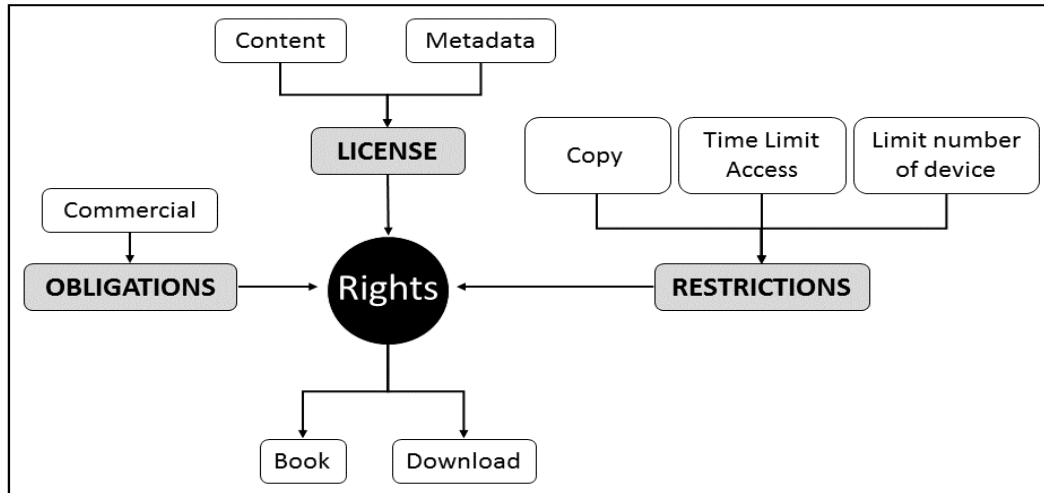 Content
Metadata
LICENSE
Copy
Time Limit
Access
Limit number
of device
Commercial
OBLIGATIONS
Rights
RESTRICTIONS
Book
Download